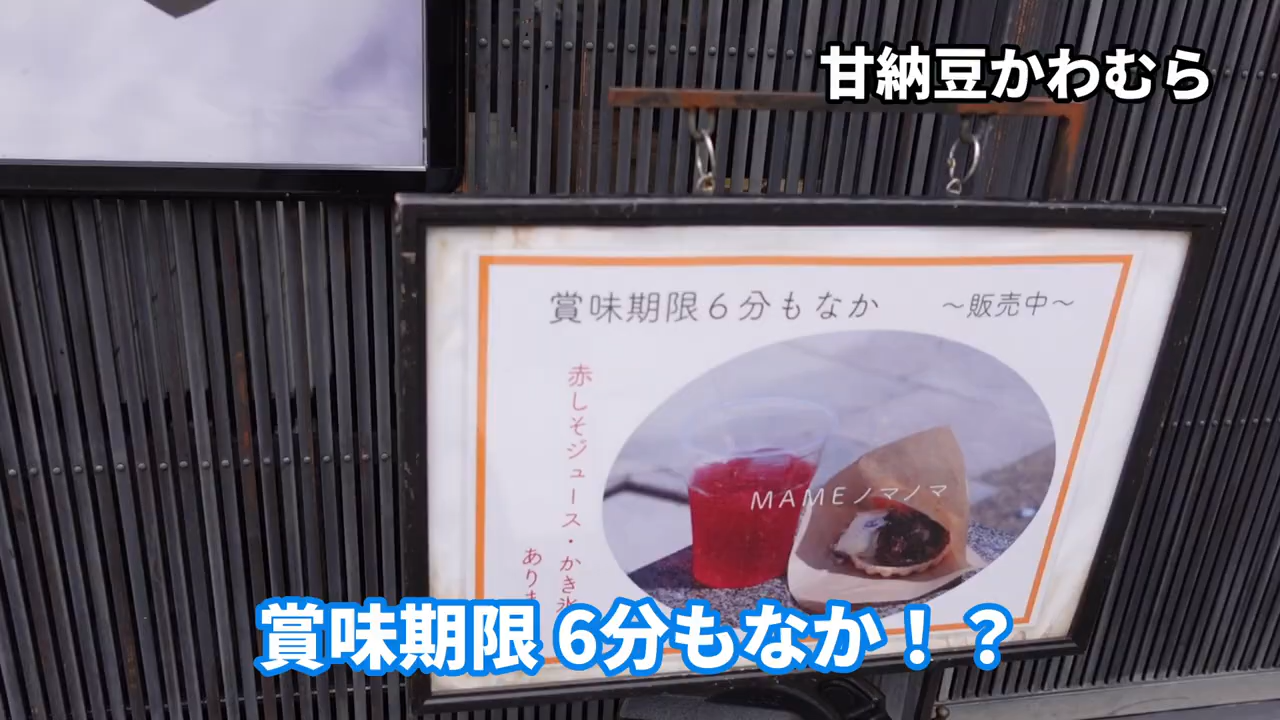 甘納豆かわむら
賞味期限6分もなか ～販売中～
赤しそジュース・かき氷
あります
MAMEノマノマ
賞味期限 6分もなか！？